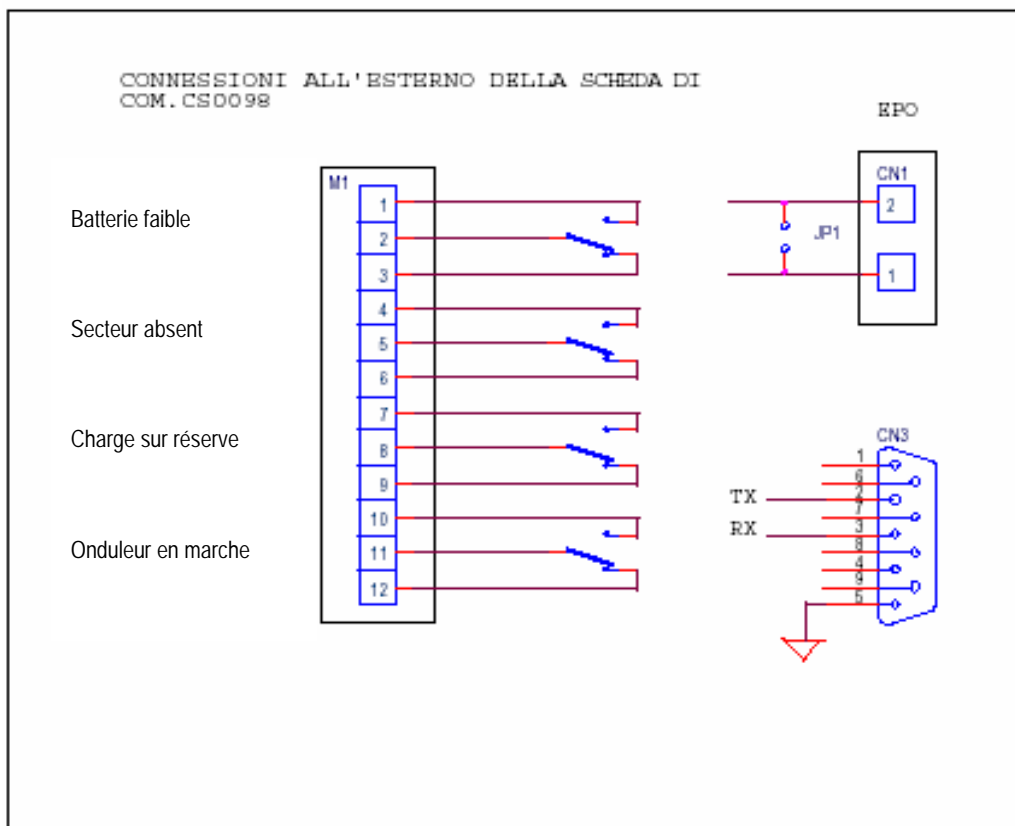 CONNESSIONI ALL'ESTERNO DELLA SCHEDA DI
COM.CS0098
EPO
M1
CN1
Batterie faible
1
2
3
2
JP1
1
Secteur absent
4
5
6
Charge sur réserve
7
8
9
Onduleur en marche
10
11
12
CN3
1
6
TX
2
7
RX
3
8
4
9
5